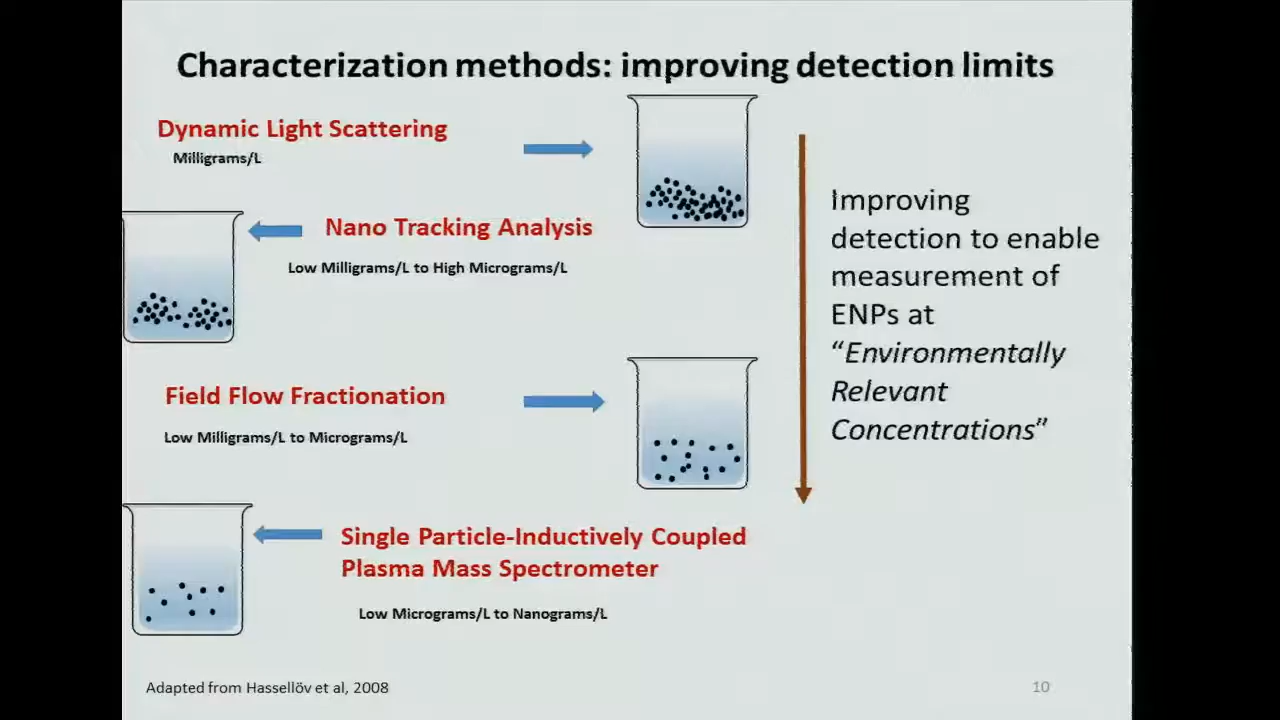 Characterization methods: improving detection limits
Dynamic Light Scattering
Milligrams/L
Nano Tracking Analysis
Low Milligrams/L to High Micrograms/L
Field Flow Fractionation
Low Milligrams/L to Micrograms/L
Single Particle-Inductively Coupled
Plasma Mass Spectrometer
Low Micrograms/L to Nanograms/L
Improving
detection to enable
measurement of
ENPs at
“Environmentally
Relevant
Concentrations”
Adapted from Hassellöv et al, 2008
10